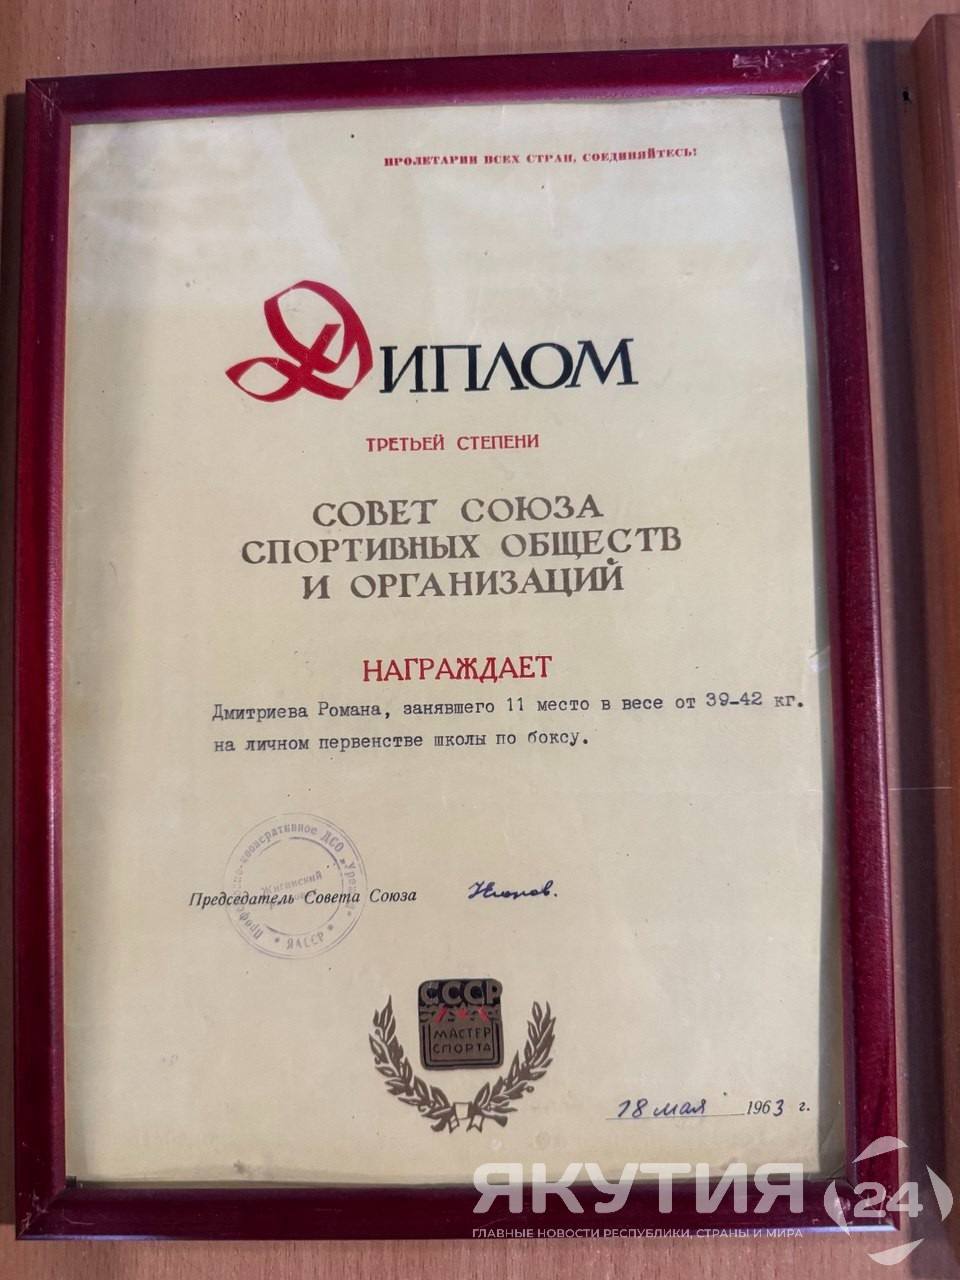 ПРОЛЕТАРИИ ВСЕХ СТРАН, СОЕДИНЯЙТЕСЬ!
ДИПЛОМ
ТРЕТЬЕЙ СТЕПЕНИ
СОВЕТ СОЮЗА
СПОРТИВНЫХ ОБЩЕСТВ
И ОРГАНИЗАЦИЙ
НАГРАЖДАЕТ
Дмитриева Романа, занявшего 11 место в весе от 39-42 кг.
на личном первенстве школы по боксу.
Председатель Совета Союза
Жиганский
ЯАССР
СССР
МАСТЕР
СПОРТА
18 мая 1963 г.
ЯКУТИЯ 24
ГЛАВНЫЕ НОВОСТИ РЕСПУБЛИКИ, СТРАНЫ И МИРА